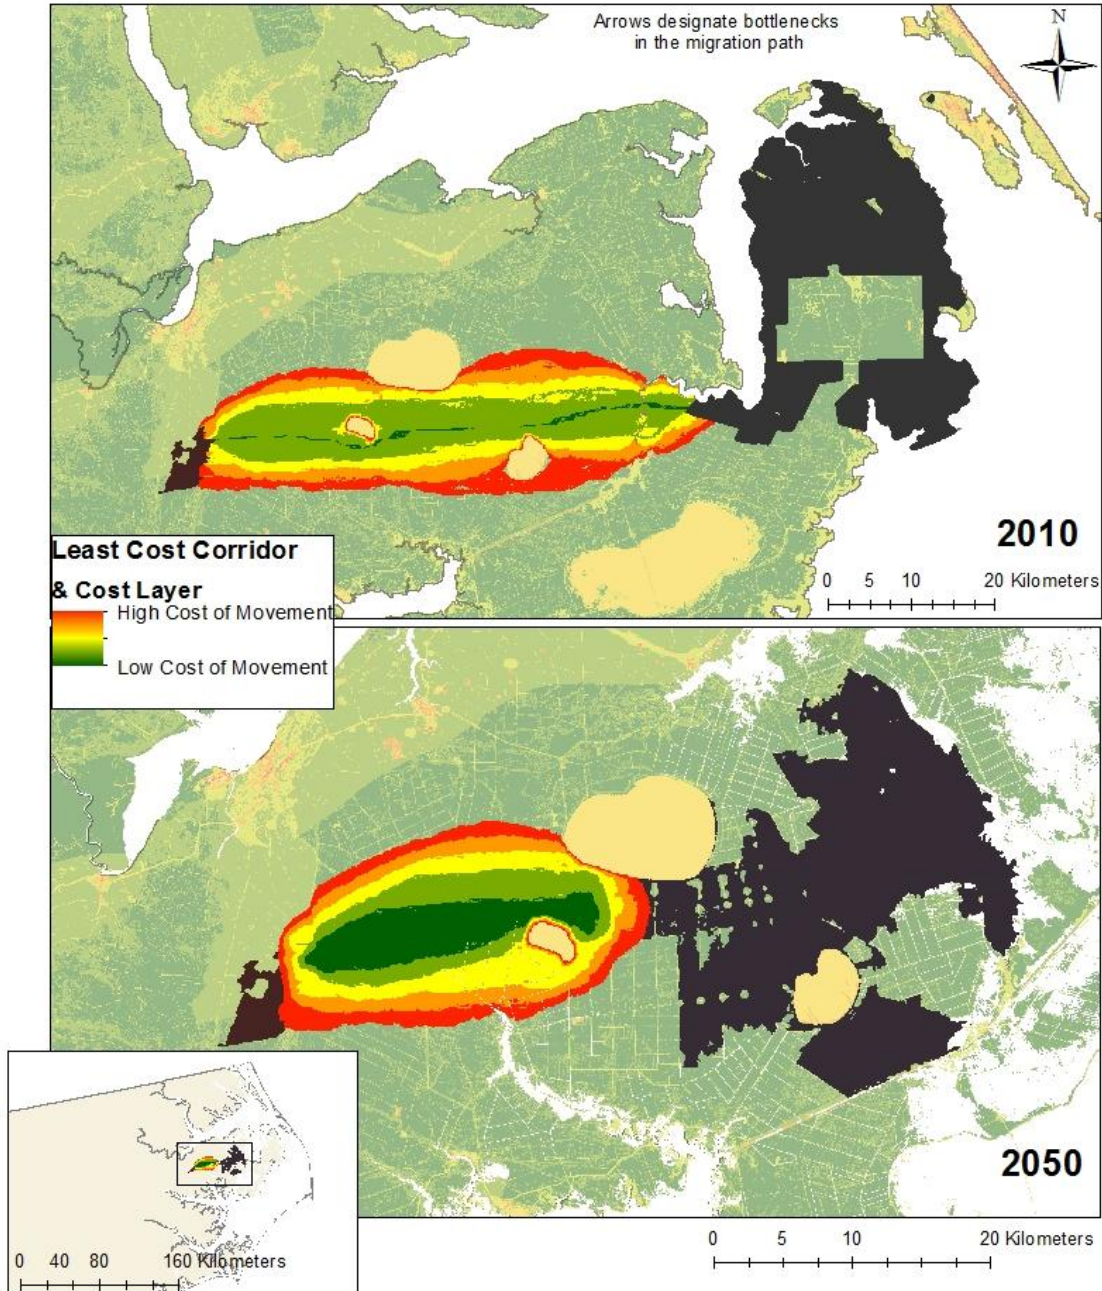 Arrows designate bottlenecks
in the migration path
N
2010
0 5 10 20 Kilometers
Least Cost Corridor
& Cost Layer
High Cost of Movement
Low Cost of Movement
2050
0 5 10 20 Kilometers
0 40 80 160 Kilometers